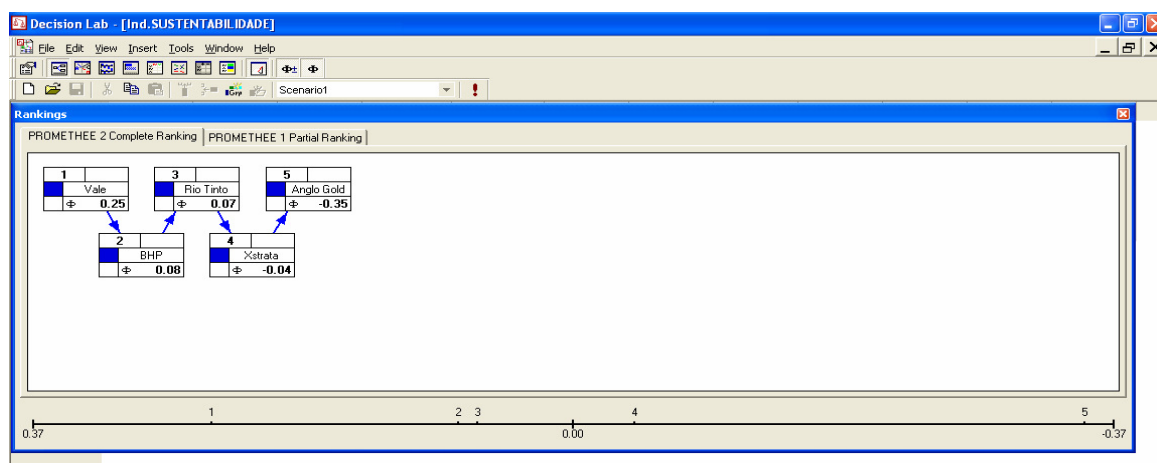 Decision Lab - [Ind.SUSTENTABILIDADE]
File Edit View Insert Tools Window Help
Φ± Φ
Scenario1
Rankings
PROMETHEE 2 Complete Ranking PROMETHEE 1 Partial Ranking
1
Vale
Φ 0.25
3
Rio Tinto
Φ 0.07
5
Anglo Gold
Φ -0.35
2
BHP
Φ 0.08
4
Xstrata
Φ -0.04
1 2 3 4 5
0.37 0.00 -0.37